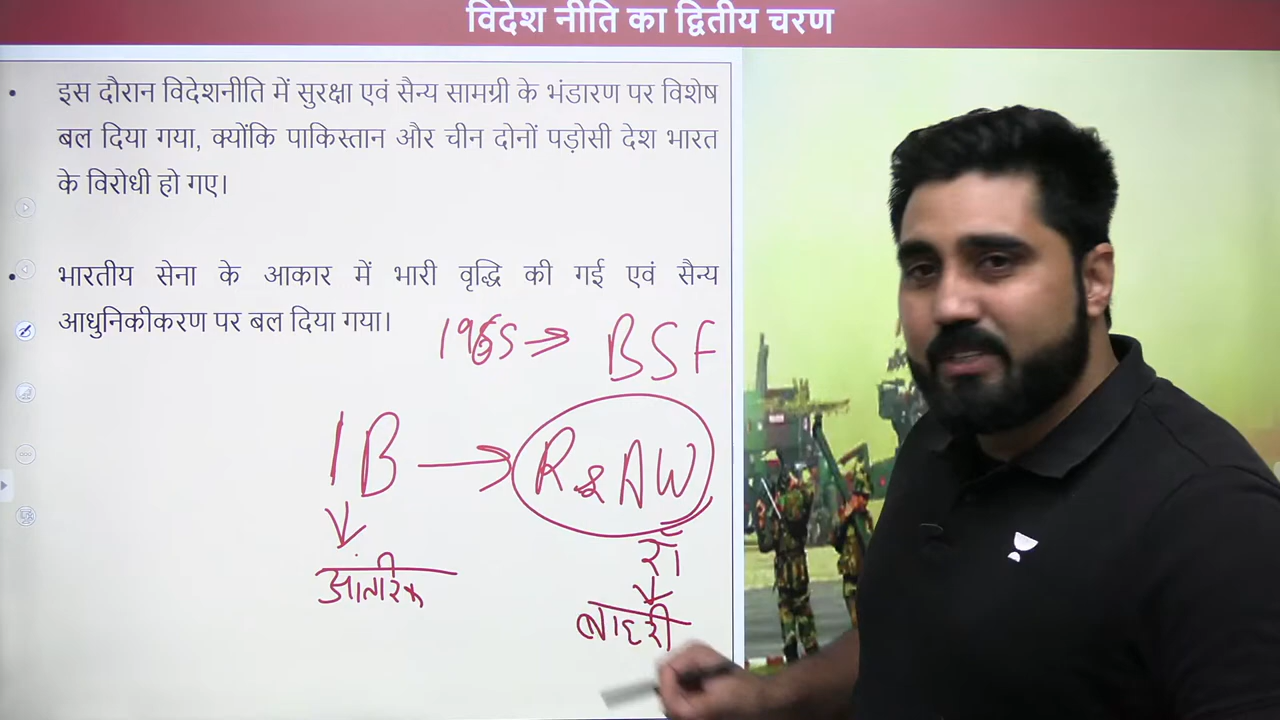 विदेश नीति का द्वितीय चरण
• इस दौरान विदेशनीति में सुरक्षा एवं सैन्य सामग्री के भंडारण पर विशेष
बल दिया गया, क्योंकि पाकिस्तान और चीन दोनों पड़ोसी देश भारत
के विरोधी हो गए।
• भारतीय सेना के आकार में भारी वृद्धि की गई एवं सैन्य
आधुनिकीकरण पर बल दिया गया।
1965 → BSF
IB → R&AW
रॉ
आंतरिक
बाहरी